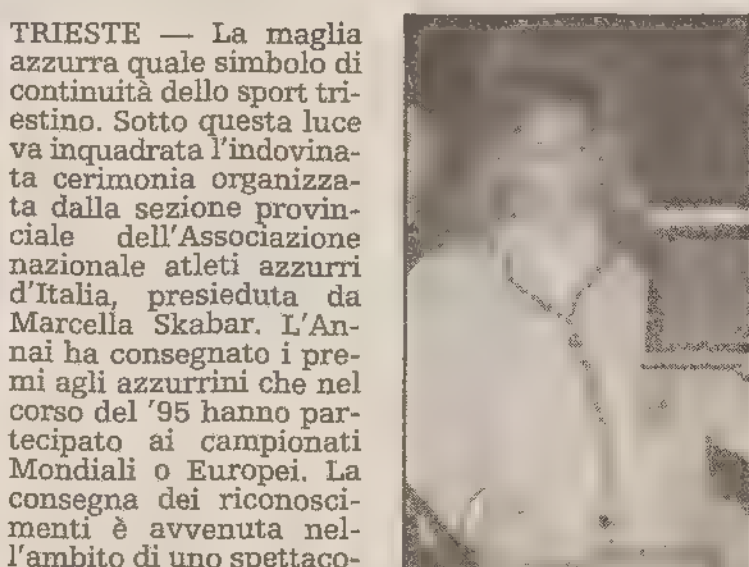 TRIESTE — La maglia
azzurra quale simbolo di
continuità dello sport tri-
estino. Sotto questa luce
va inquadrata l'indovina-
ta cerimonia organizza-
ta dalla sezione provin-
ciale dell'Associazione
nazionale atleti azzurri
d'Italia, presieduta da
Marcella Skabar. L'An-
nai ha consegnato i pre-
mi agli azzurrini che nel
corso del '95 hanno par-
tecipato ai campionati
Mondiali o Europei. La
consegna dei riconosci-
menti è avvenuta nel-
l'ambito di uno spettaco-